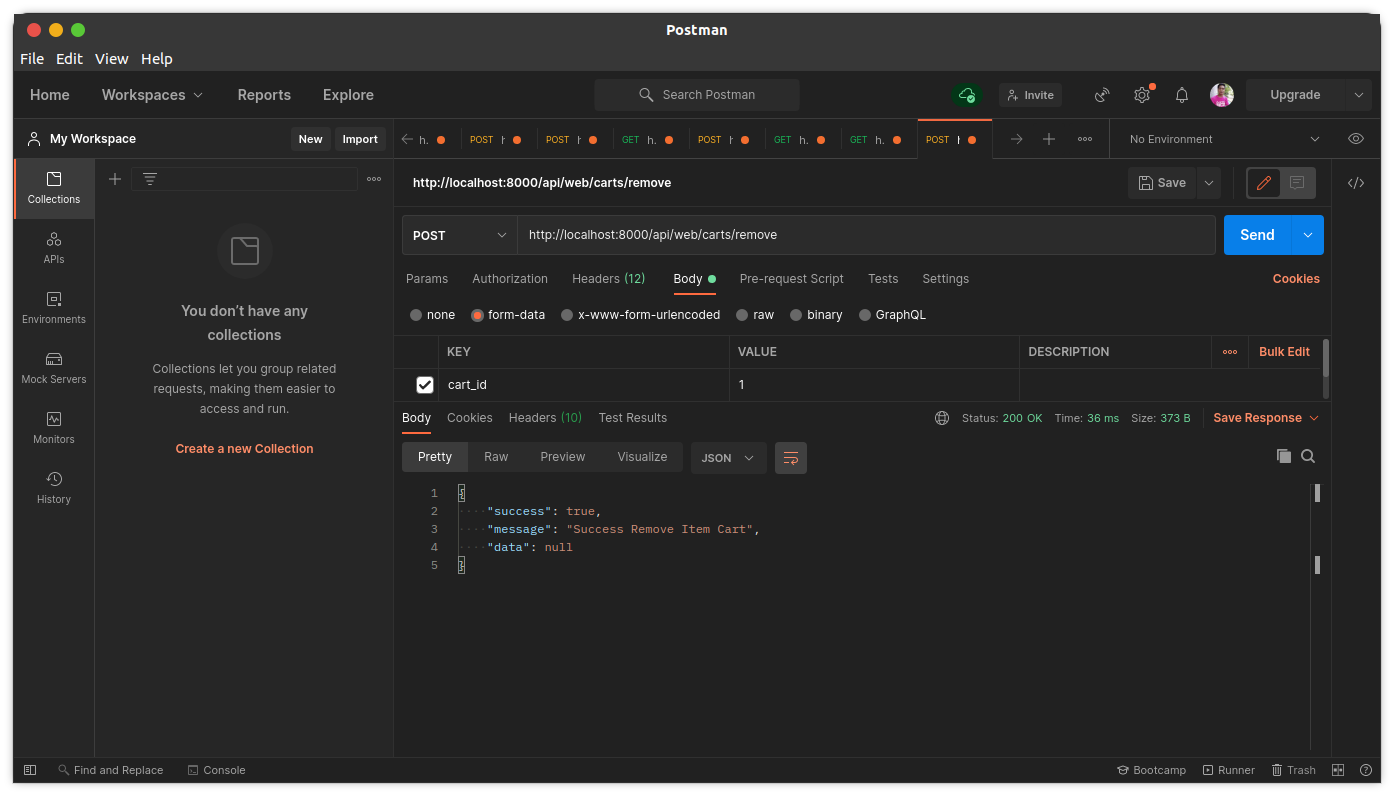 Postman
File Edit View Help
Home Workspaces Reports Explore Search Postman Invite Upgrade
My Workspace New Import
h. POST POST GET h. POST GET h. GET h. POST No Environment
http://localhost:8000/api/web/carts/remove Save
POST http://localhost:8000/api/web/carts/remove Send
Params Authorization Headers (12) Body Pre-request Script Tests Settings Cookies
none form-data x-www-form-urlencoded raw binary GraphQL
KEY VALUE DESCRIPTION Bulk Edit
cart_id 1
Body Cookies Headers (10) Test Results Status: 200 OK Time: 36 ms Size: 373 B Save Response
Pretty Raw Preview Visualize JSON
1 {
2 "success": true,
3 "message": "Success Remove Item Cart",
4 "data": null
5 }
Collections
APIs
Environments
Mock Servers
Monitors
History
You don't have any
collections
Collections let you group related
requests, making them easier to
access and run.
Create a new Collection
Find and Replace Console Bootcamp Runner Trash